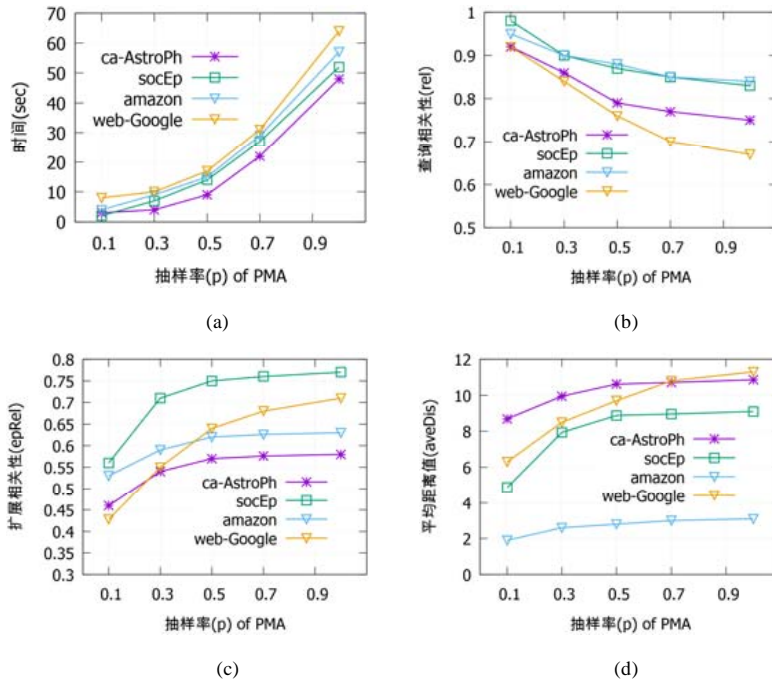 70
60
50
40
30
20
10
0
时间(sec)
ca-AstroPh
socEp
amazon
web-Google
0.1 0.3 0.5 0.7 0.9
抽样率(p) of PMA
(a)
1
0.9
0.8
0.7
0.6
0.5
查询相关性(rel)
ca-AstroPh
socEp
amazon
web-Google
0.1 0.3 0.5 0.7 0.9
抽样率(p) of PMA
(b)
0.8
0.75
0.7
0.65
0.6
0.55
0.5
0.45
0.4
0.35
0.3
扩展相关性(epRel)
ca-AstroPh
socEp
amazon
web-Google
0.1 0.3 0.5 0.7 0.9
抽样率(p) of PMA
(c)
12
10
8
6
4
2
0
平均距离值(aveDis)
ca-AstroPh
socEp
amazon
web-Google
0.1 0.3 0.5 0.7 0.9
抽样率(p) of PMA
(d)